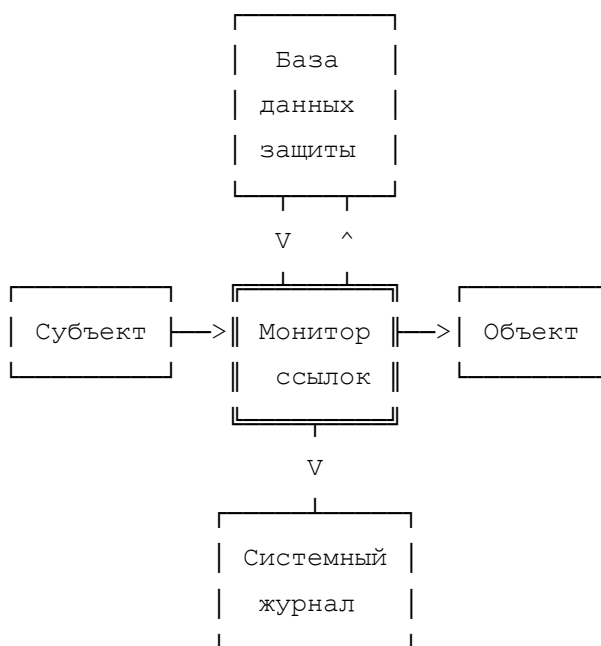 База
данных
защиты
V ^
Субъект
Монитор
ссылок
Объект
V
Системный
журнал